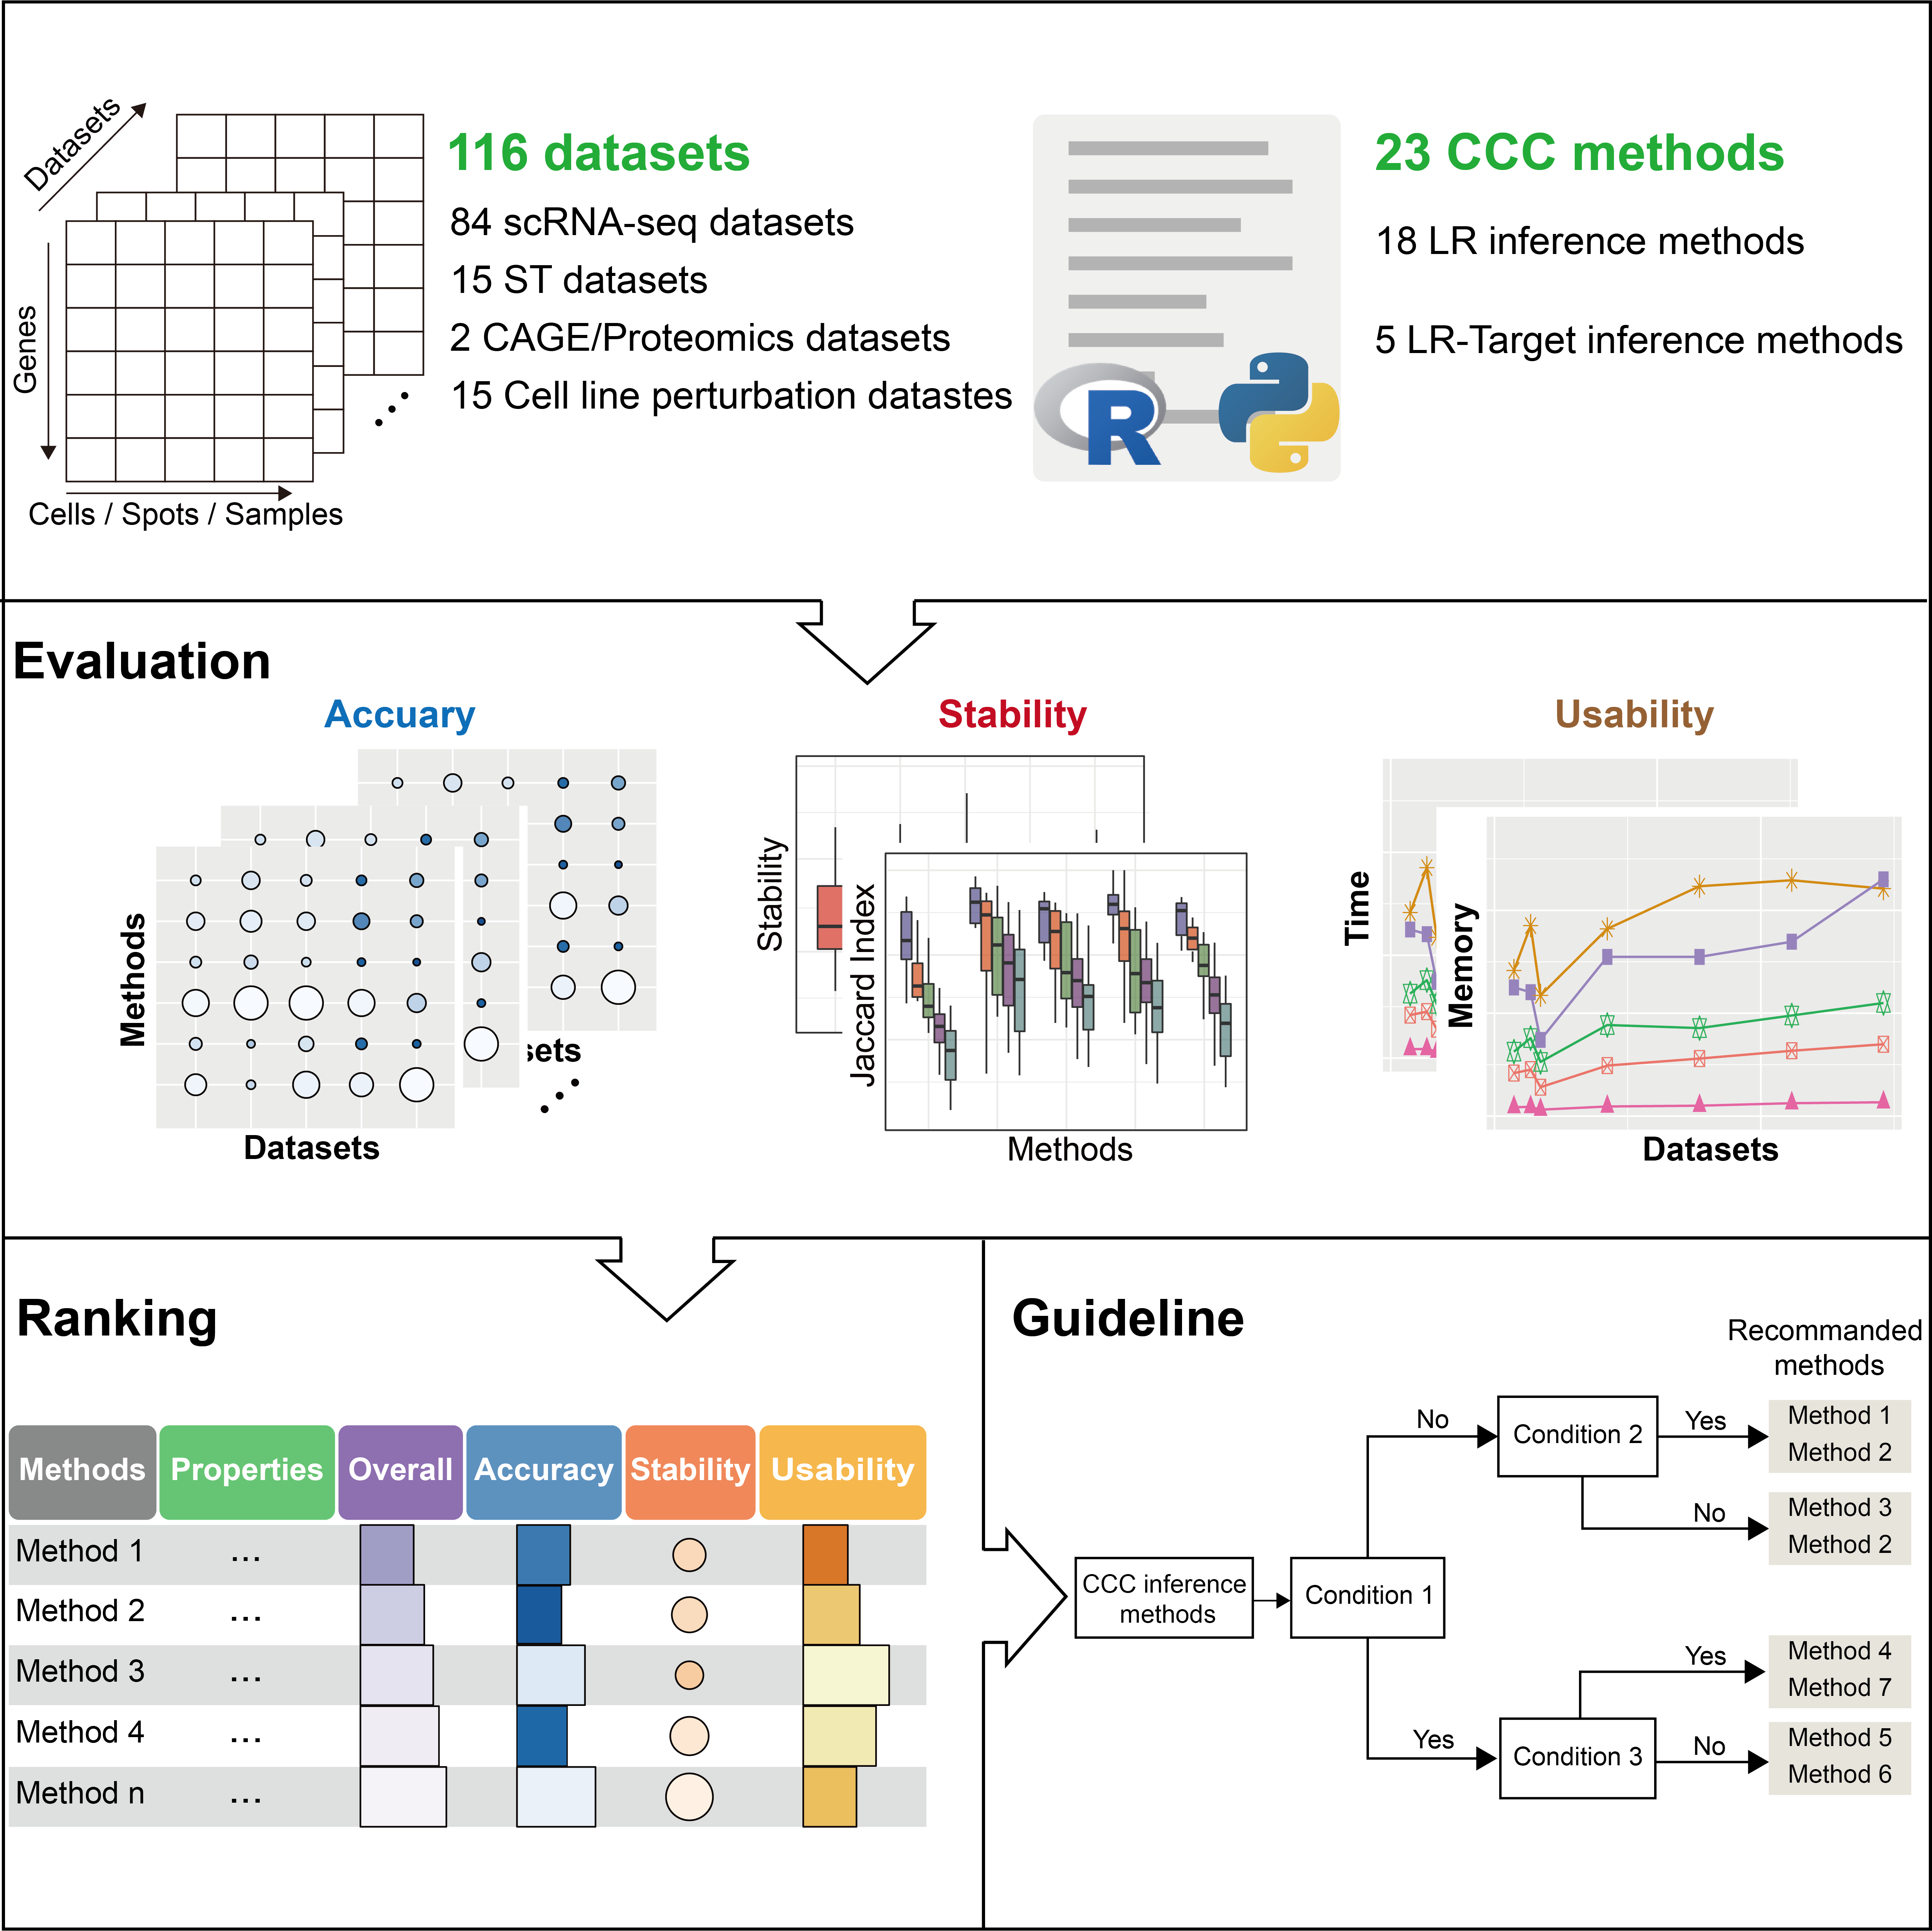 Datasets
Genes
Cells / Spots / Samples
116 datasets
84 scRNA-seq datasets
15 ST datasets
2 CAGE/Proteomics datasets
15 Cell line perturbation datastes
R
23 CCC methods
18 LR inference methods
5 LR-Target inference methods
Evaluation
Accuary
Methods
Datasets
sets
Stability
Stability
Jaccard Index
Methods
Usability
Time
Memory
Datasets
Ranking
Methods Properties Overall Accuracy Stability Usability
Method 1 ...
Method 2 ...
Method 3 ...
Method 4 ...
Method n ...
Guideline
Recommanded
methods
CCC inference
methods
Condition 1
No
Condition 2
Yes
Method 1
Method 2
No
Method 3
Method 2
Yes
Condition 3
Yes
Method 4
Method 7
No
Method 5
Method 6